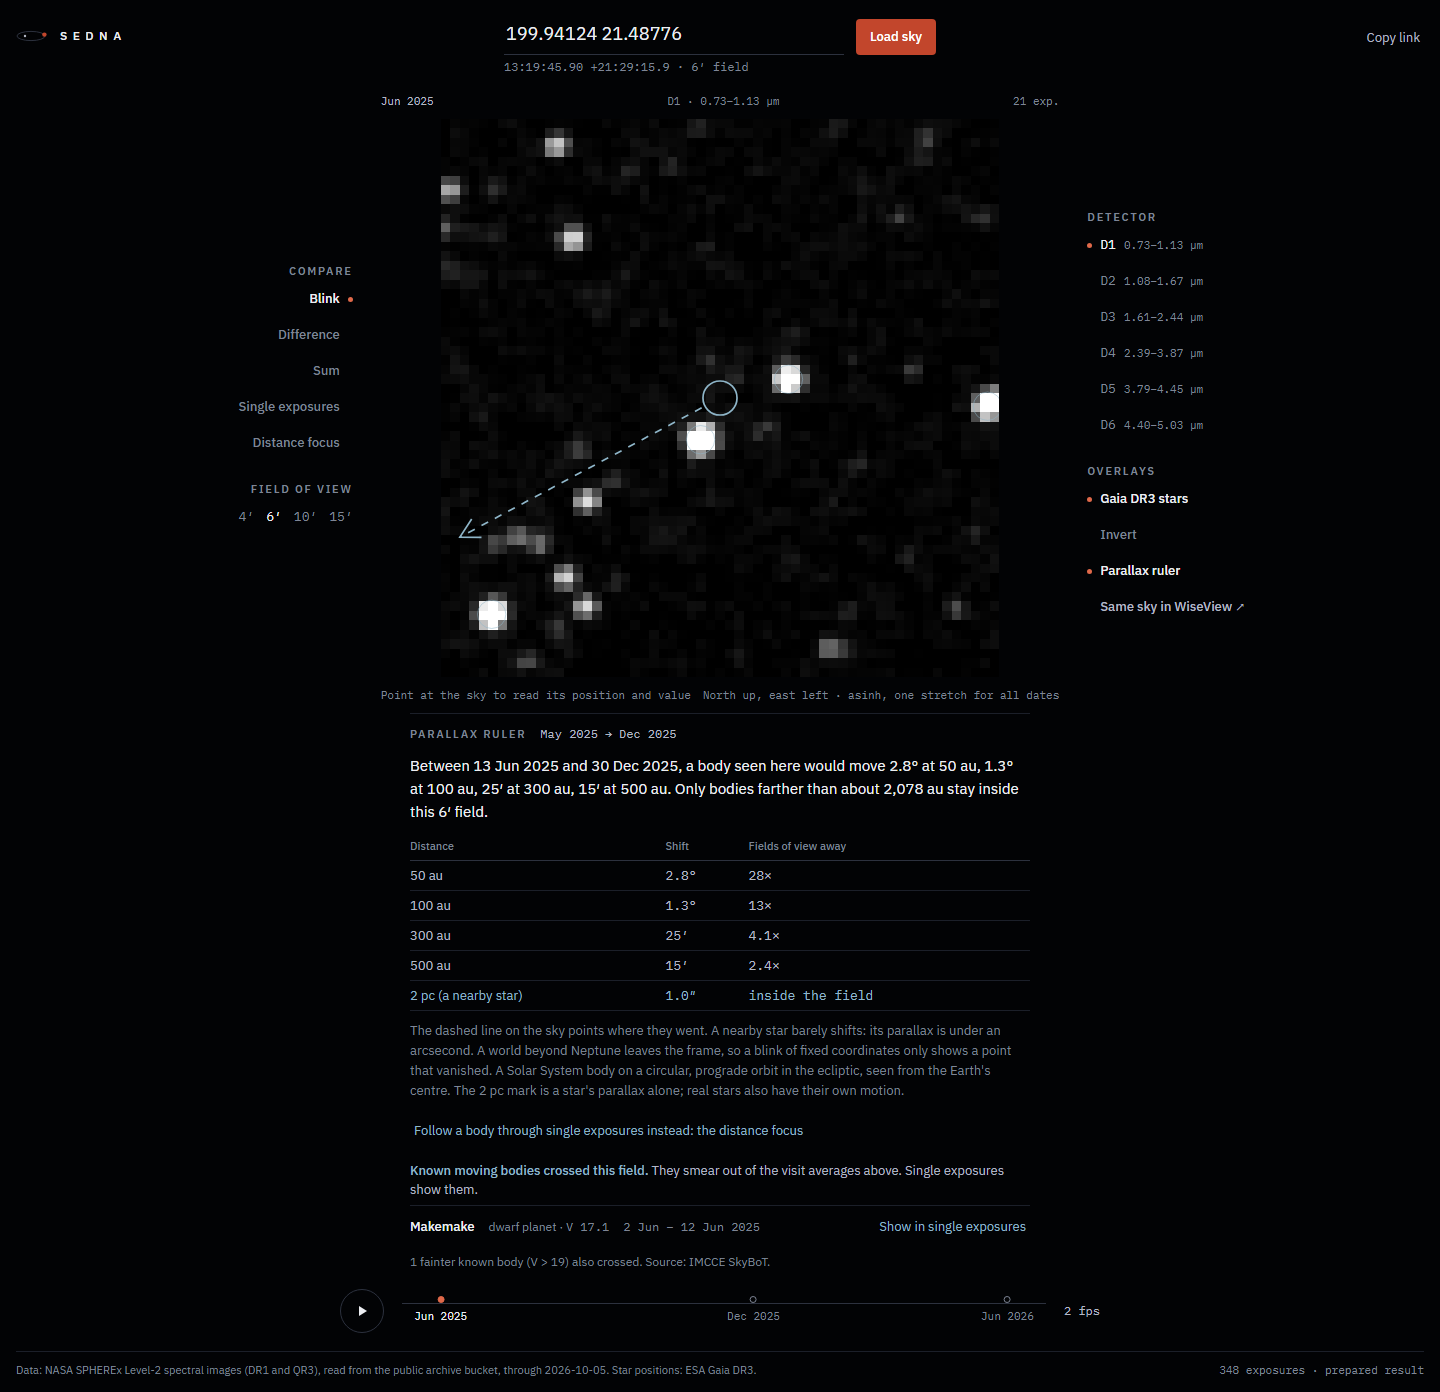 SEDNA
199.94124 21.48776
Load sky
Copy link
13:19:45.90 +21:29:15.9 · 6′ field
Jun 2025
D1 · 0.73–1.13 µm
21 exp.
COMPARE
Blink
Difference
Sum
Single exposures
Distance focus
FIELD OF VIEW
4′ 6′ 10′ 15′
DETECTOR
D1 0.73–1.13 µm
D2 1.08–1.67 µm
D3 1.61–2.44 µm
D4 2.39–3.87 µm
D5 3.79–4.45 µm
D6 4.40–5.03 µm
OVERLAYS
Gaia DR3 stars
Invert
Parallax ruler
Same sky in WiseView ↗
Point at the sky to read its position and value
North up, east left · asinh, one stretch for all dates
PARALLAX RULER May 2025 → Dec 2025
Between 13 Jun 2025 and 30 Dec 2025, a body seen here would move 2.8° at 50 au, 1.3°
at 100 au, 25′ at 300 au, 15′ at 500 au. Only bodies farther than about 2,078 au stay inside
this 6′ field.
Distance Shift Fields of view away
50 au 2.8° 28×
100 au 1.3° 13×
300 au 25′ 4.1×
500 au 15′ 2.4×
2 pc (a nearby star) 1.0″ inside the field
The dashed line on the sky points where they went. A nearby star barely shifts: its parallax is under an
arcsecond. A world beyond Neptune leaves the frame, so a blink of fixed coordinates only shows a point
that vanished. A Solar System body on a circular, prograde orbit in the ecliptic, seen from the Earth's
centre. The 2 pc mark is a star's parallax alone; real stars also have their own motion.
Follow a body through single exposures instead: the distance focus
Known moving bodies crossed this field. They smear out of the visit averages above. Single exposures
show them.
Makemake dwarf planet · V 17.1 2 Jun – 12 Jun 2025 Show in single exposures
1 fainter known body (V > 19) also crossed. Source: IMCCE SkyBoT.
Jun 2025
Dec 2025
Jun 2026
2 fps
Data: NASA SPHEREx Level-2 spectral images (DR1 and QR3), read from the public archive bucket, through 2026-10-05. Star positions: ESA Gaia DR3.
348 exposures · prepared result